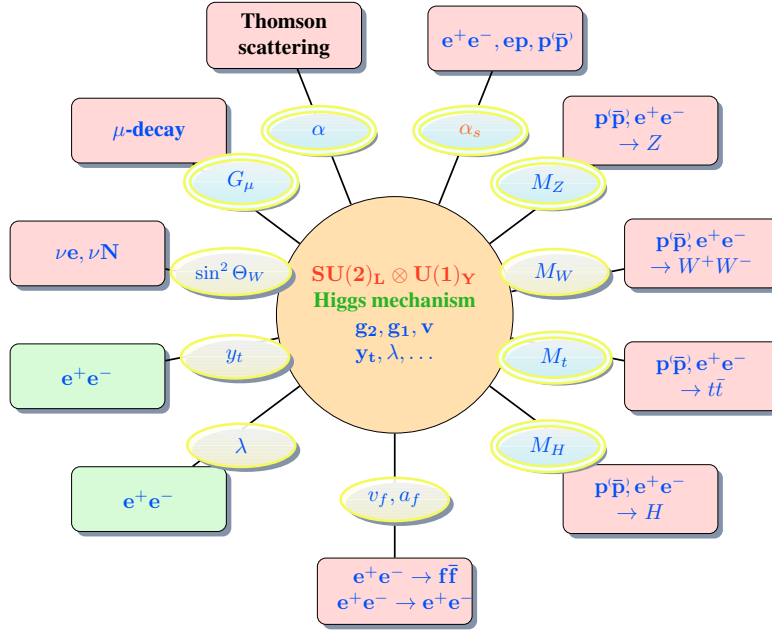 Thomson
scattering
e⁺e⁻, ep, p⁽p̄⁾
μ-decay
α
α_s
p⁽p̄⁾, e⁺e⁻
→ Z
G_μ
M_Z
νe, νN
sin² Θ_W
SU(2)_L ⊗ U(1)_Y
Higgs mechanism
g₂, g₁, v
y_t, λ, . . .
M_W
p⁽p̄⁾, e⁺e⁻
→ W⁺W⁻
e⁺e⁻
y_t
M_t
p⁽p̄⁾, e⁺e⁻
→ tt̄
λ
M_H
e⁺e⁻
v_f, a_f
p⁽p̄⁾, e⁺e⁻
→ H
e⁺e⁻ → ff̄
e⁺e⁻ → e⁺e⁻